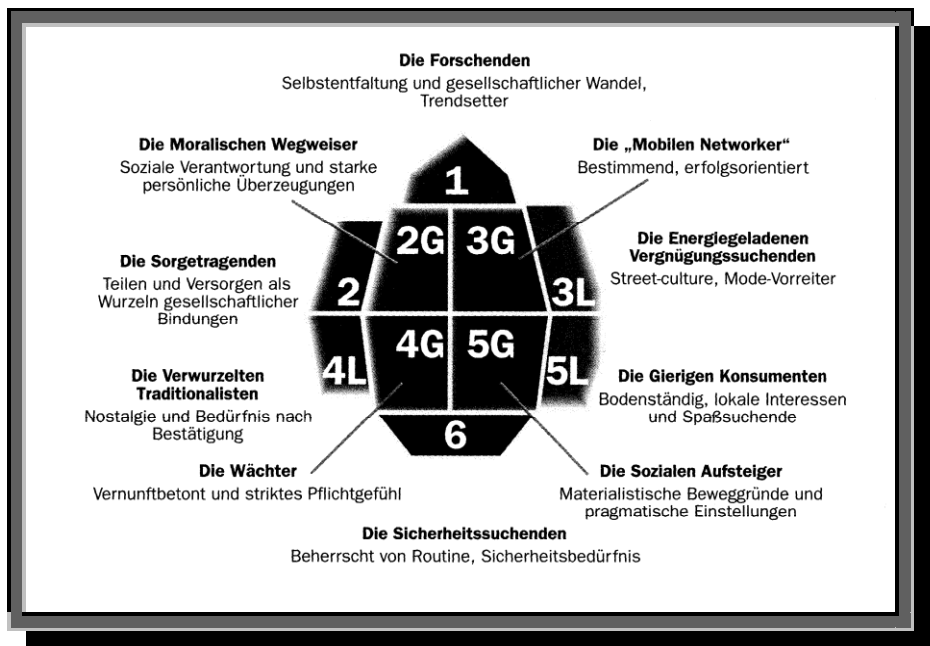 Die Forschenden
Selbstentfaltung und gesellschaftlicher Wandel,
Trendsetter
Die Moralischen Wegweiser
Soziale Verantwortung und starke
persönliche Überzeugungen
Die „Mobilen Networker“
Bestimmend, erfolgsorientiert
1
2G
3G
Die Energiegeladenen
Vergnügungssuchenden
Street-culture, Mode-Vorreiter
Die Sorgetragenden
Teilen und Versorgen als
Wurzeln gesellschaftlicher
Bindungen
2
3L
4G
5G
4L
5L
Die Verwurzelten
Traditionalisten
Nostalgie und Bedürfnis nach
Bestätigung
Die Gierigen Konsumenten
Bodenständig, lokale Interessen
und Spaßsuchende
6
Die Wächter
Vernunftbetont und striktes Pflichtgefühl
Die Sozialen Aufsteiger
Materialistische Beweggründe und
pragmatische Einstellungen
Die Sicherheitssuchenden
Beherrscht von Routine, Sicherheitsbedürfnis